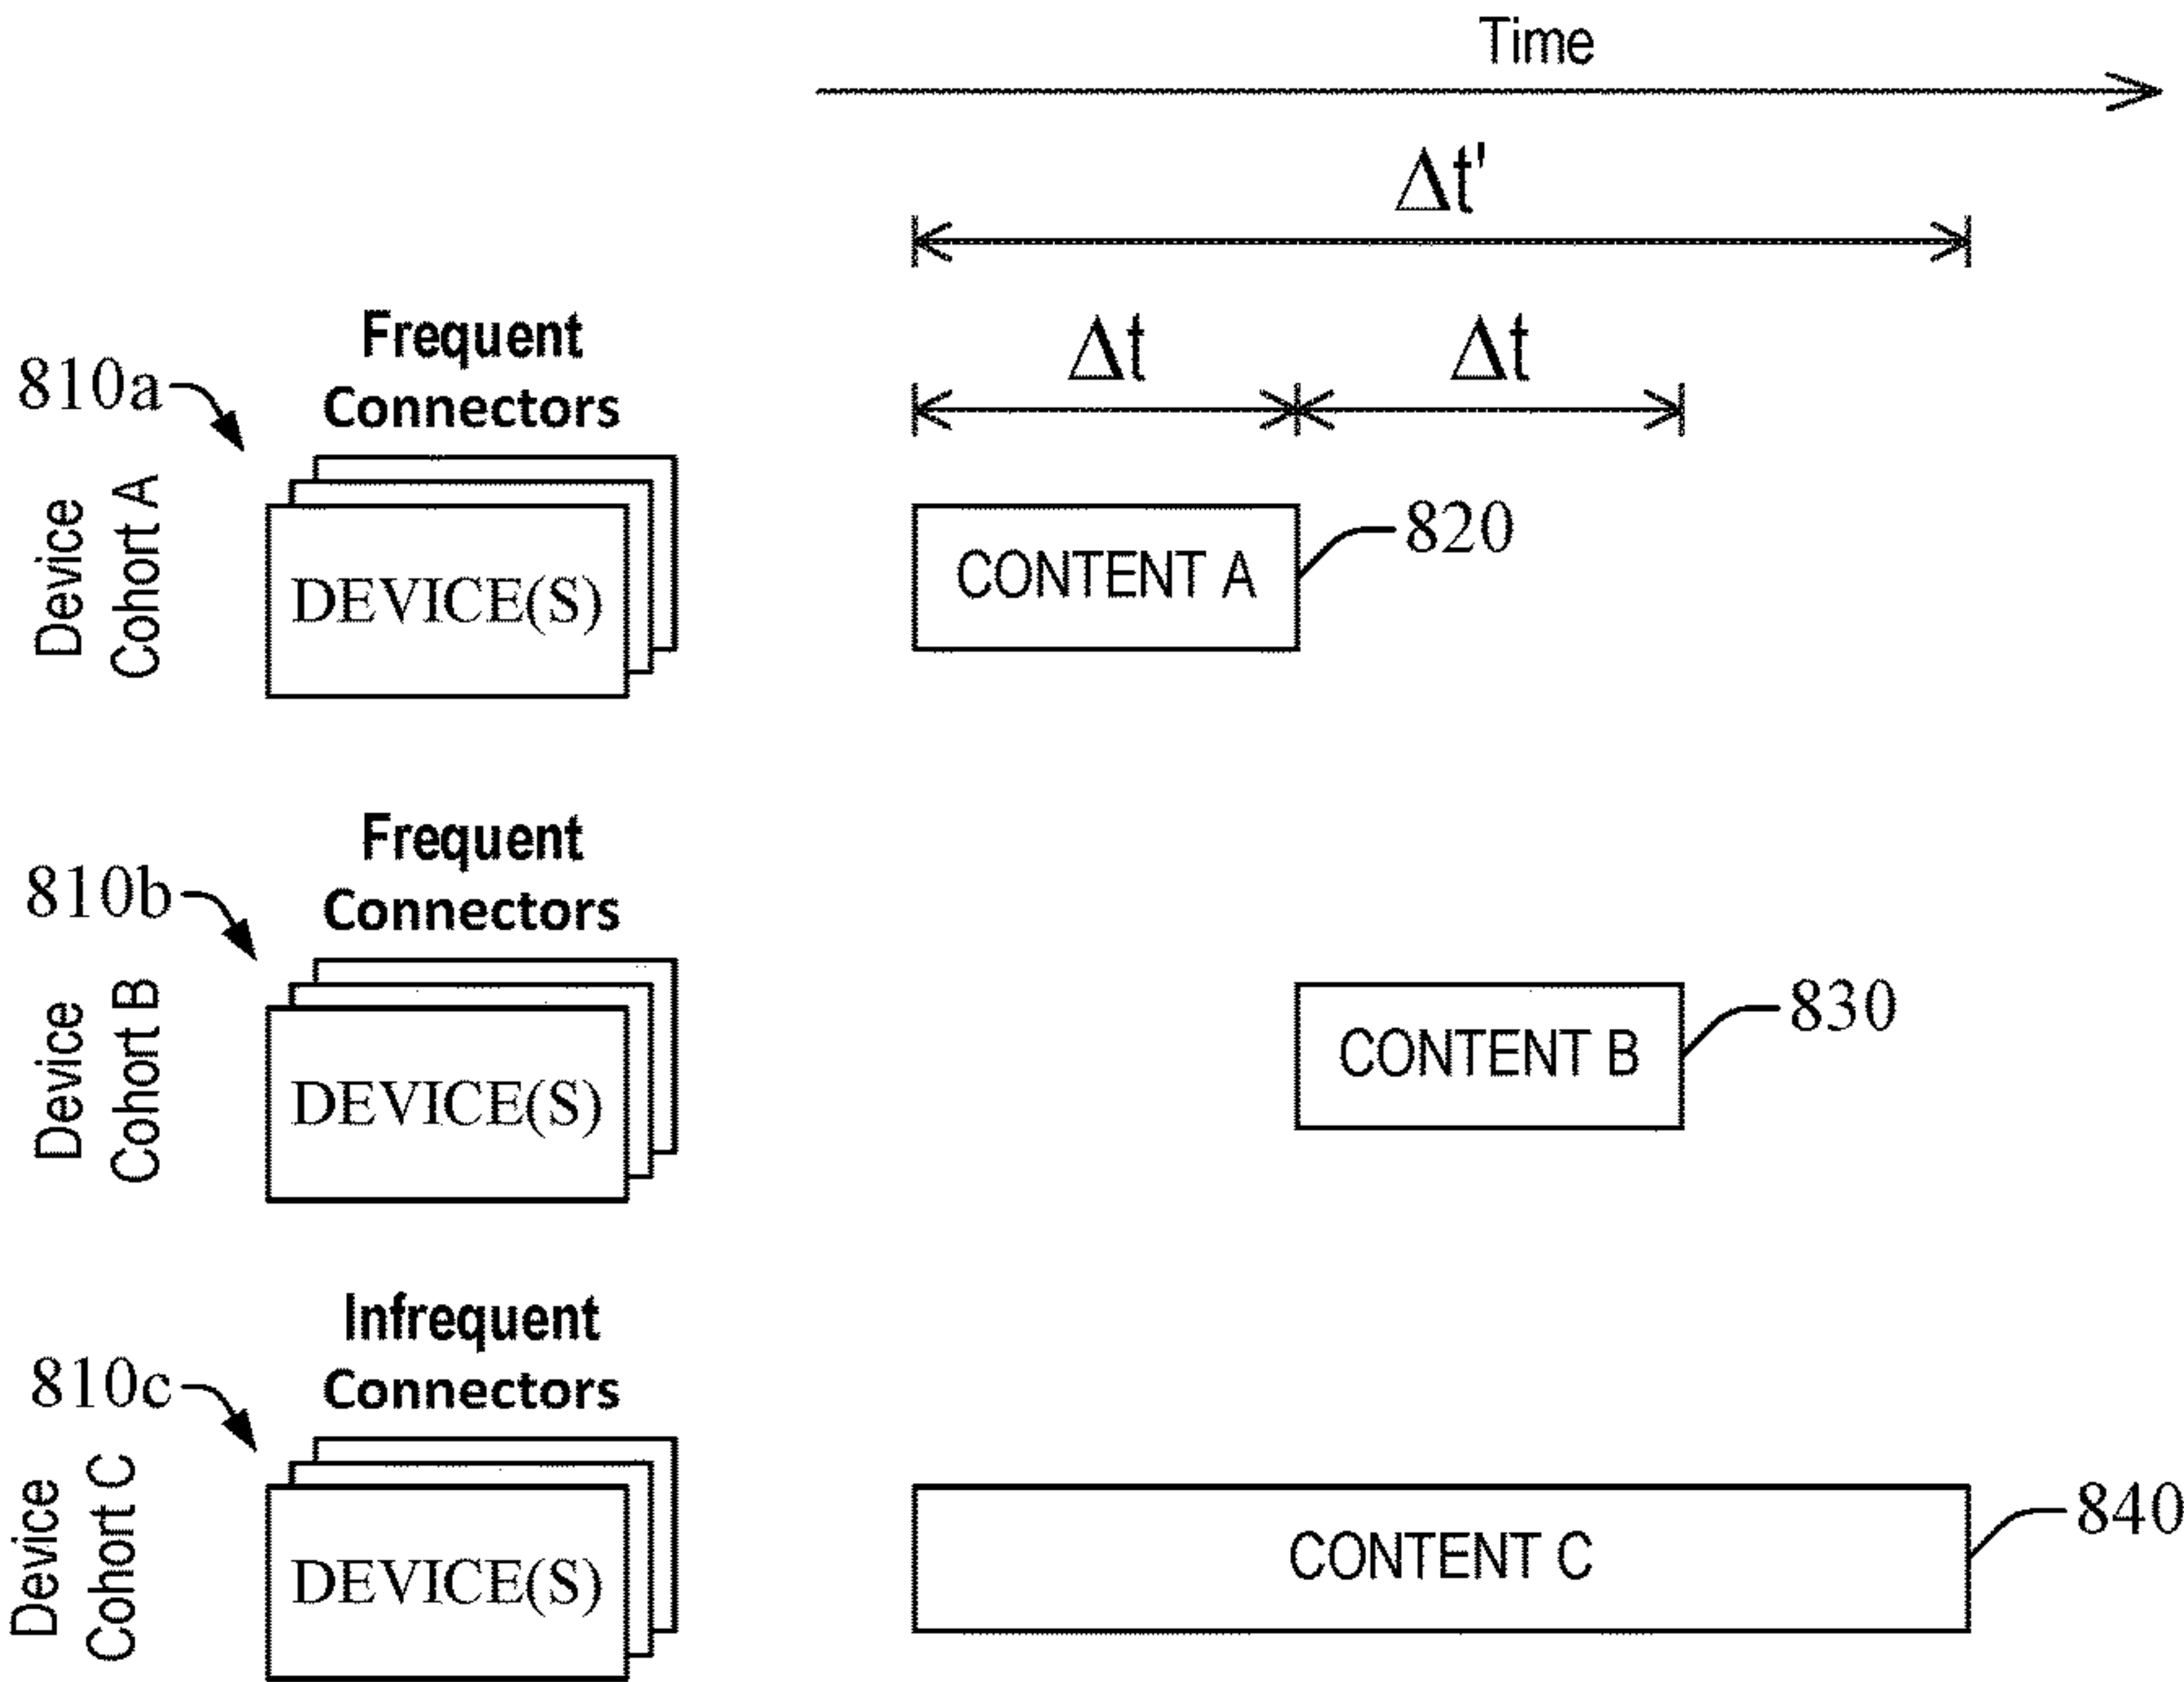 Time
Δt'
Δt Δt
810a
Frequent
Connectors
Device
Cohort A
DEVICE(S)
CONTENT A
820
810b
Frequent
Connectors
Device
Cohort B
DEVICE(S)
CONTENT B
830
810c
Infrequent
Connectors
Device
Cohort C
DEVICE(S)
CONTENT C
840